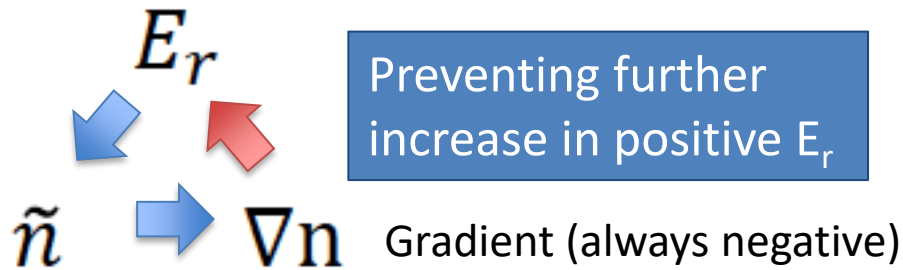 E_r
Preventing further
increase in positive E_r
ñ ∇n Gradient (always negative)